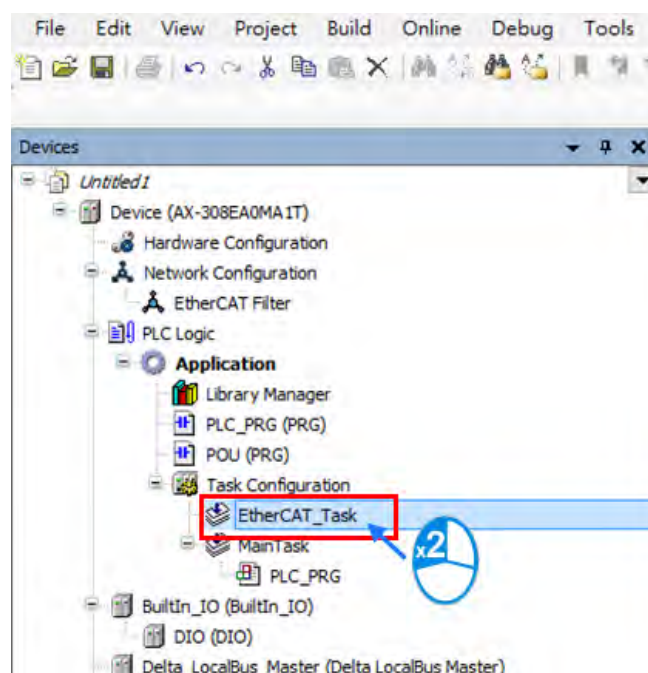 File Edit View Project Build Online Debug Tools
Devices
Untitled1
Device (AX-308EA0MA1T)
Hardware Configuration
Network Configuration
EtherCAT Filter
PLC Logic
Application
Library Manager
PLC_PRG (PRG)
POU (PRG)
Task Configuration
EtherCAT_Task
x2
MainTask
PLC_PRG
BuiltIn_IO (BuiltIn_IO)
DIO (DIO)
Delta_LocalBus_Master (Delta LocalBus Master)